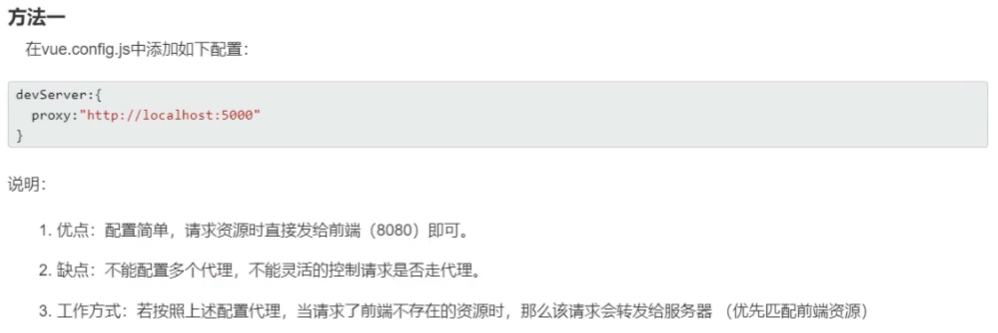 方法一
在vue.config.js中添加如下配置：
devServer:{
  proxy:"http://localhost:5000"
}
说明：
1. 优点：配置简单，请求资源时直接发给前端（8080）即可。
2. 缺点：不能配置多个代理，不能灵活的控制请求是否走代理。
3. 工作方式：若按照上述配置代理，当请求了前端不存在的资源时，那么该请求会转发给服务器 （优先匹配前端资源）